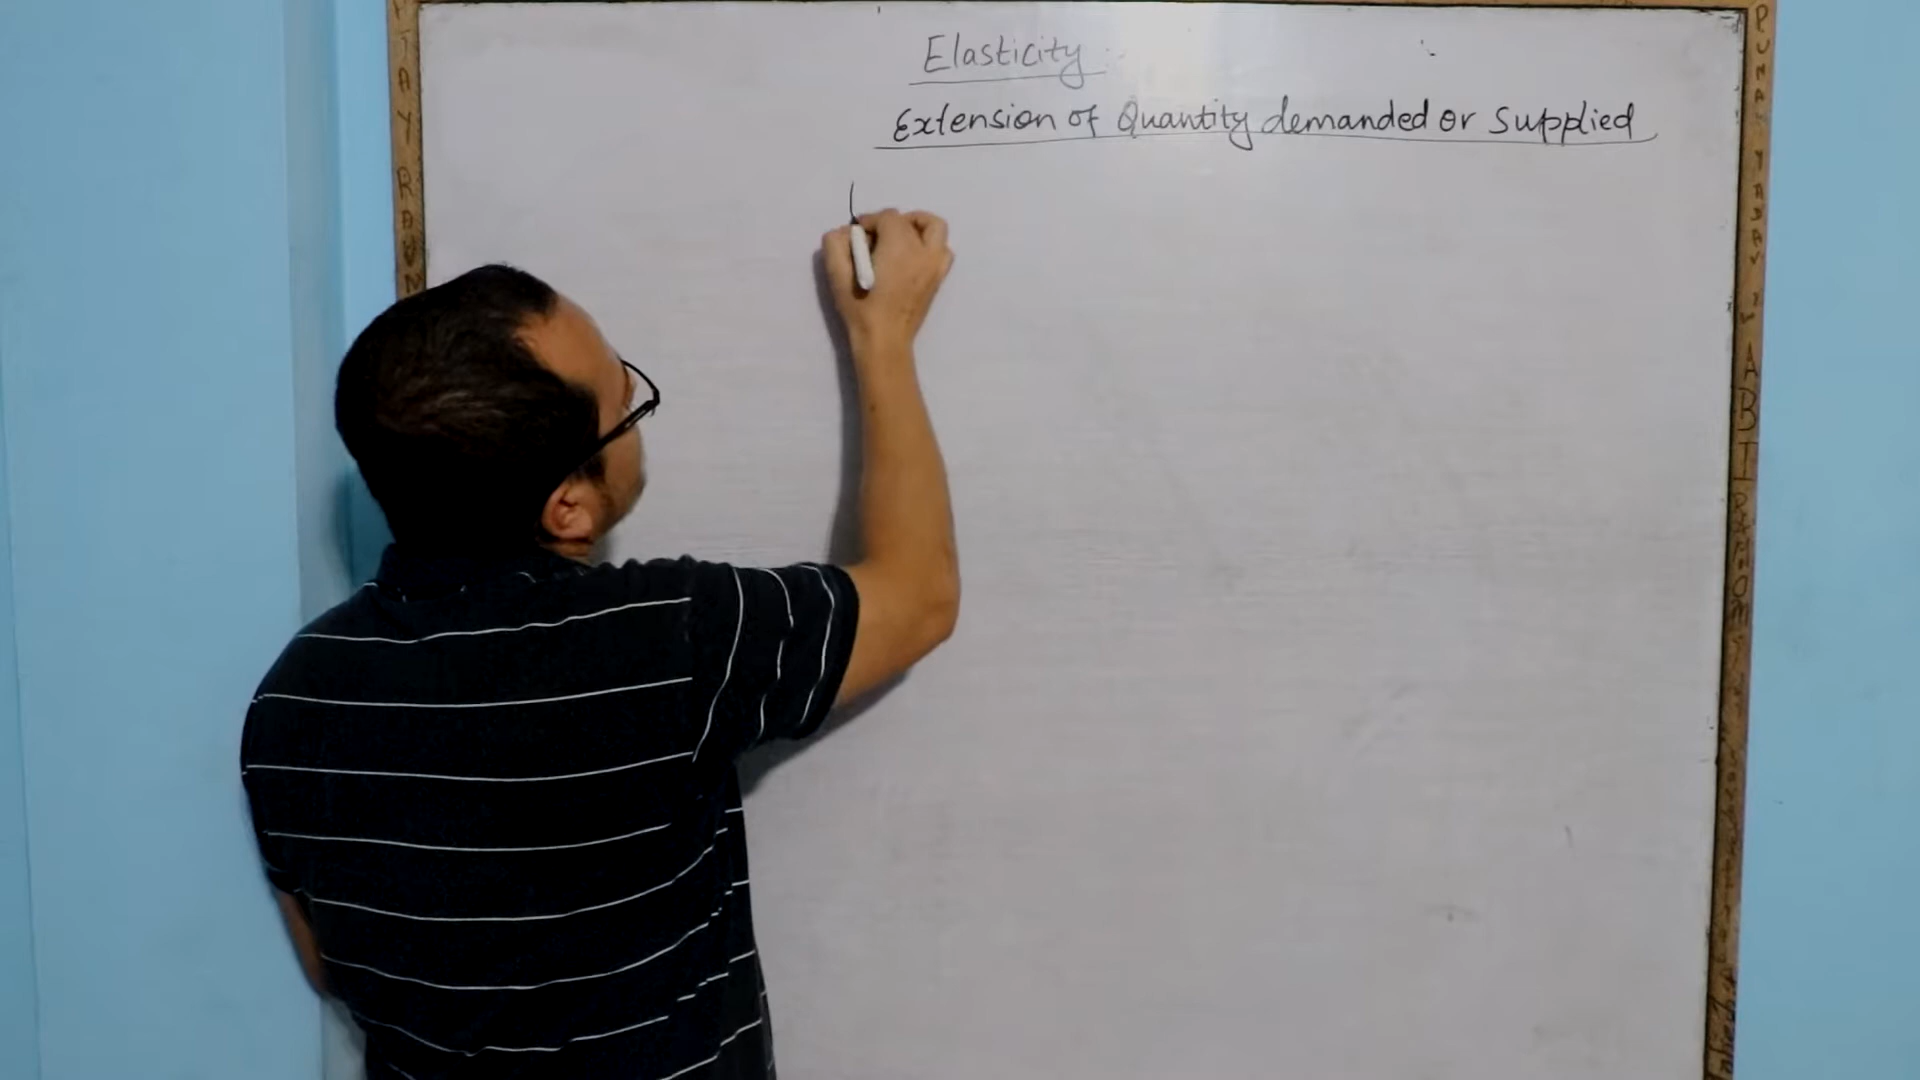 Elasticity
Extension of Quantity demanded or Supplied